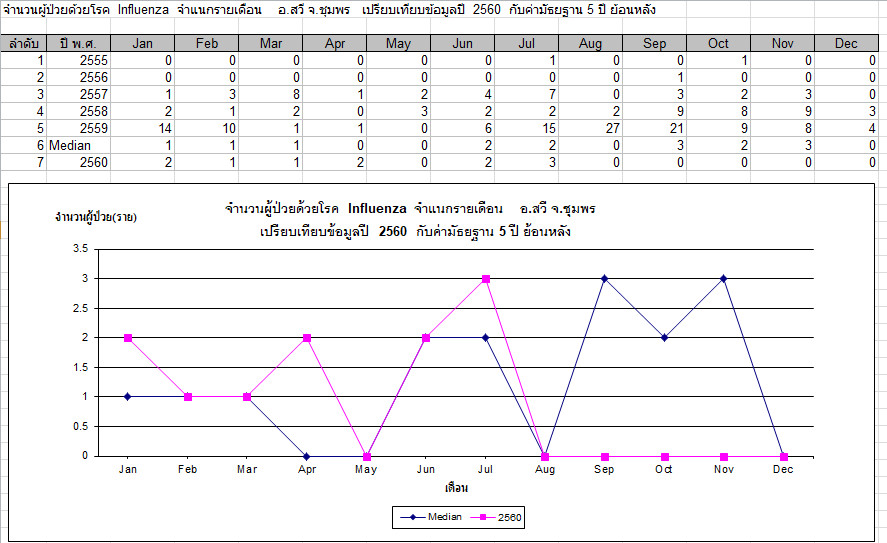 จำนวนผู้ป่วยด้วยโรค Influenza จำแนกรายเดือน อ.สวี จ.ชุมพร เปรียบเทียบข้อมูลปี 2560 กับค่ามัธยฐาน 5 ปี ย้อนหลัง
ลำดับ ปี พ.ศ. Jan Feb Mar Apr May Jun Jul Aug Sep Oct Nov Dec
1 2555 0 0 0 0 0 0 1 0 0 1 0 0
2 2556 0 0 0 0 0 0 0 0 1 0 0 0
3 2557 1 3 8 1 2 4 7 0 3 2 3 0
4 2558 2 1 2 0 3 2 2 2 9 8 9 3
5 2559 14 10 1 1 0 6 15 27 21 9 8 4
6 Median 1 1 1 0 0 2 2 0 3 2 3 0
7 2560 2 1 1 2 0 2 3 0 0 0 0 0
จำนวนผู้ป่วยด้วยโรค Influenza จำแนกรายเดือน อ.สวี จ.ชุมพร
เปรียบเทียบข้อมูลปี 2560 กับค่ามัธยฐาน 5 ปี ย้อนหลัง
จำนวนผู้ป่วย(ราย)
3.5
3
2.5
2
1.5
1
0.5
0
Jan Feb Mar Apr May Jun Jul Aug Sep Oct Nov Dec
เดือน
Median 2560